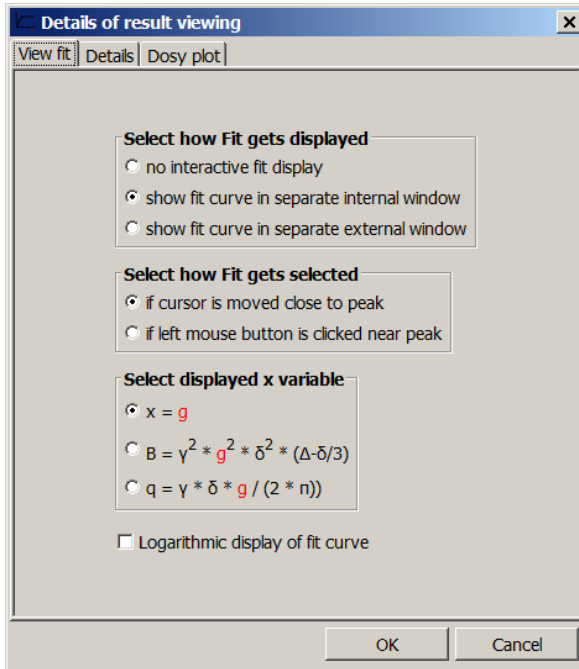 Details of result viewing
View fit Details Dosy plot
Select how Fit gets displayed
no interactive fit display
show fit curve in separate internal window
show fit curve in separate external window
Select how Fit gets selected
if cursor is moved close to peak
if left mouse button is clicked near peak
Select displayed x variable
x = g
B = γ² * g² * δ² * (Δ-δ/3)
q = γ * δ * g / (2 * π))
Logarithmic display of fit curve
OK Cancel